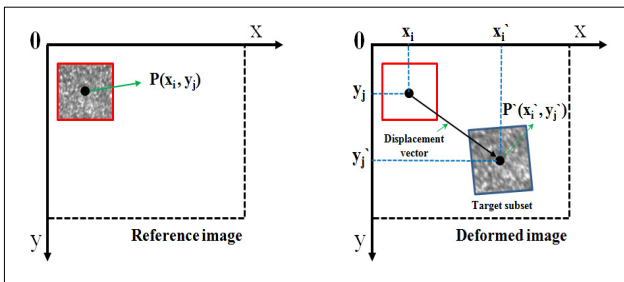 0
X
P(xi, yj)
y
Reference image
0
xi
xi`
X
yj
P`(xi`, yj`)
Displacement
vector
yj`
Target subset
y
Deformed image